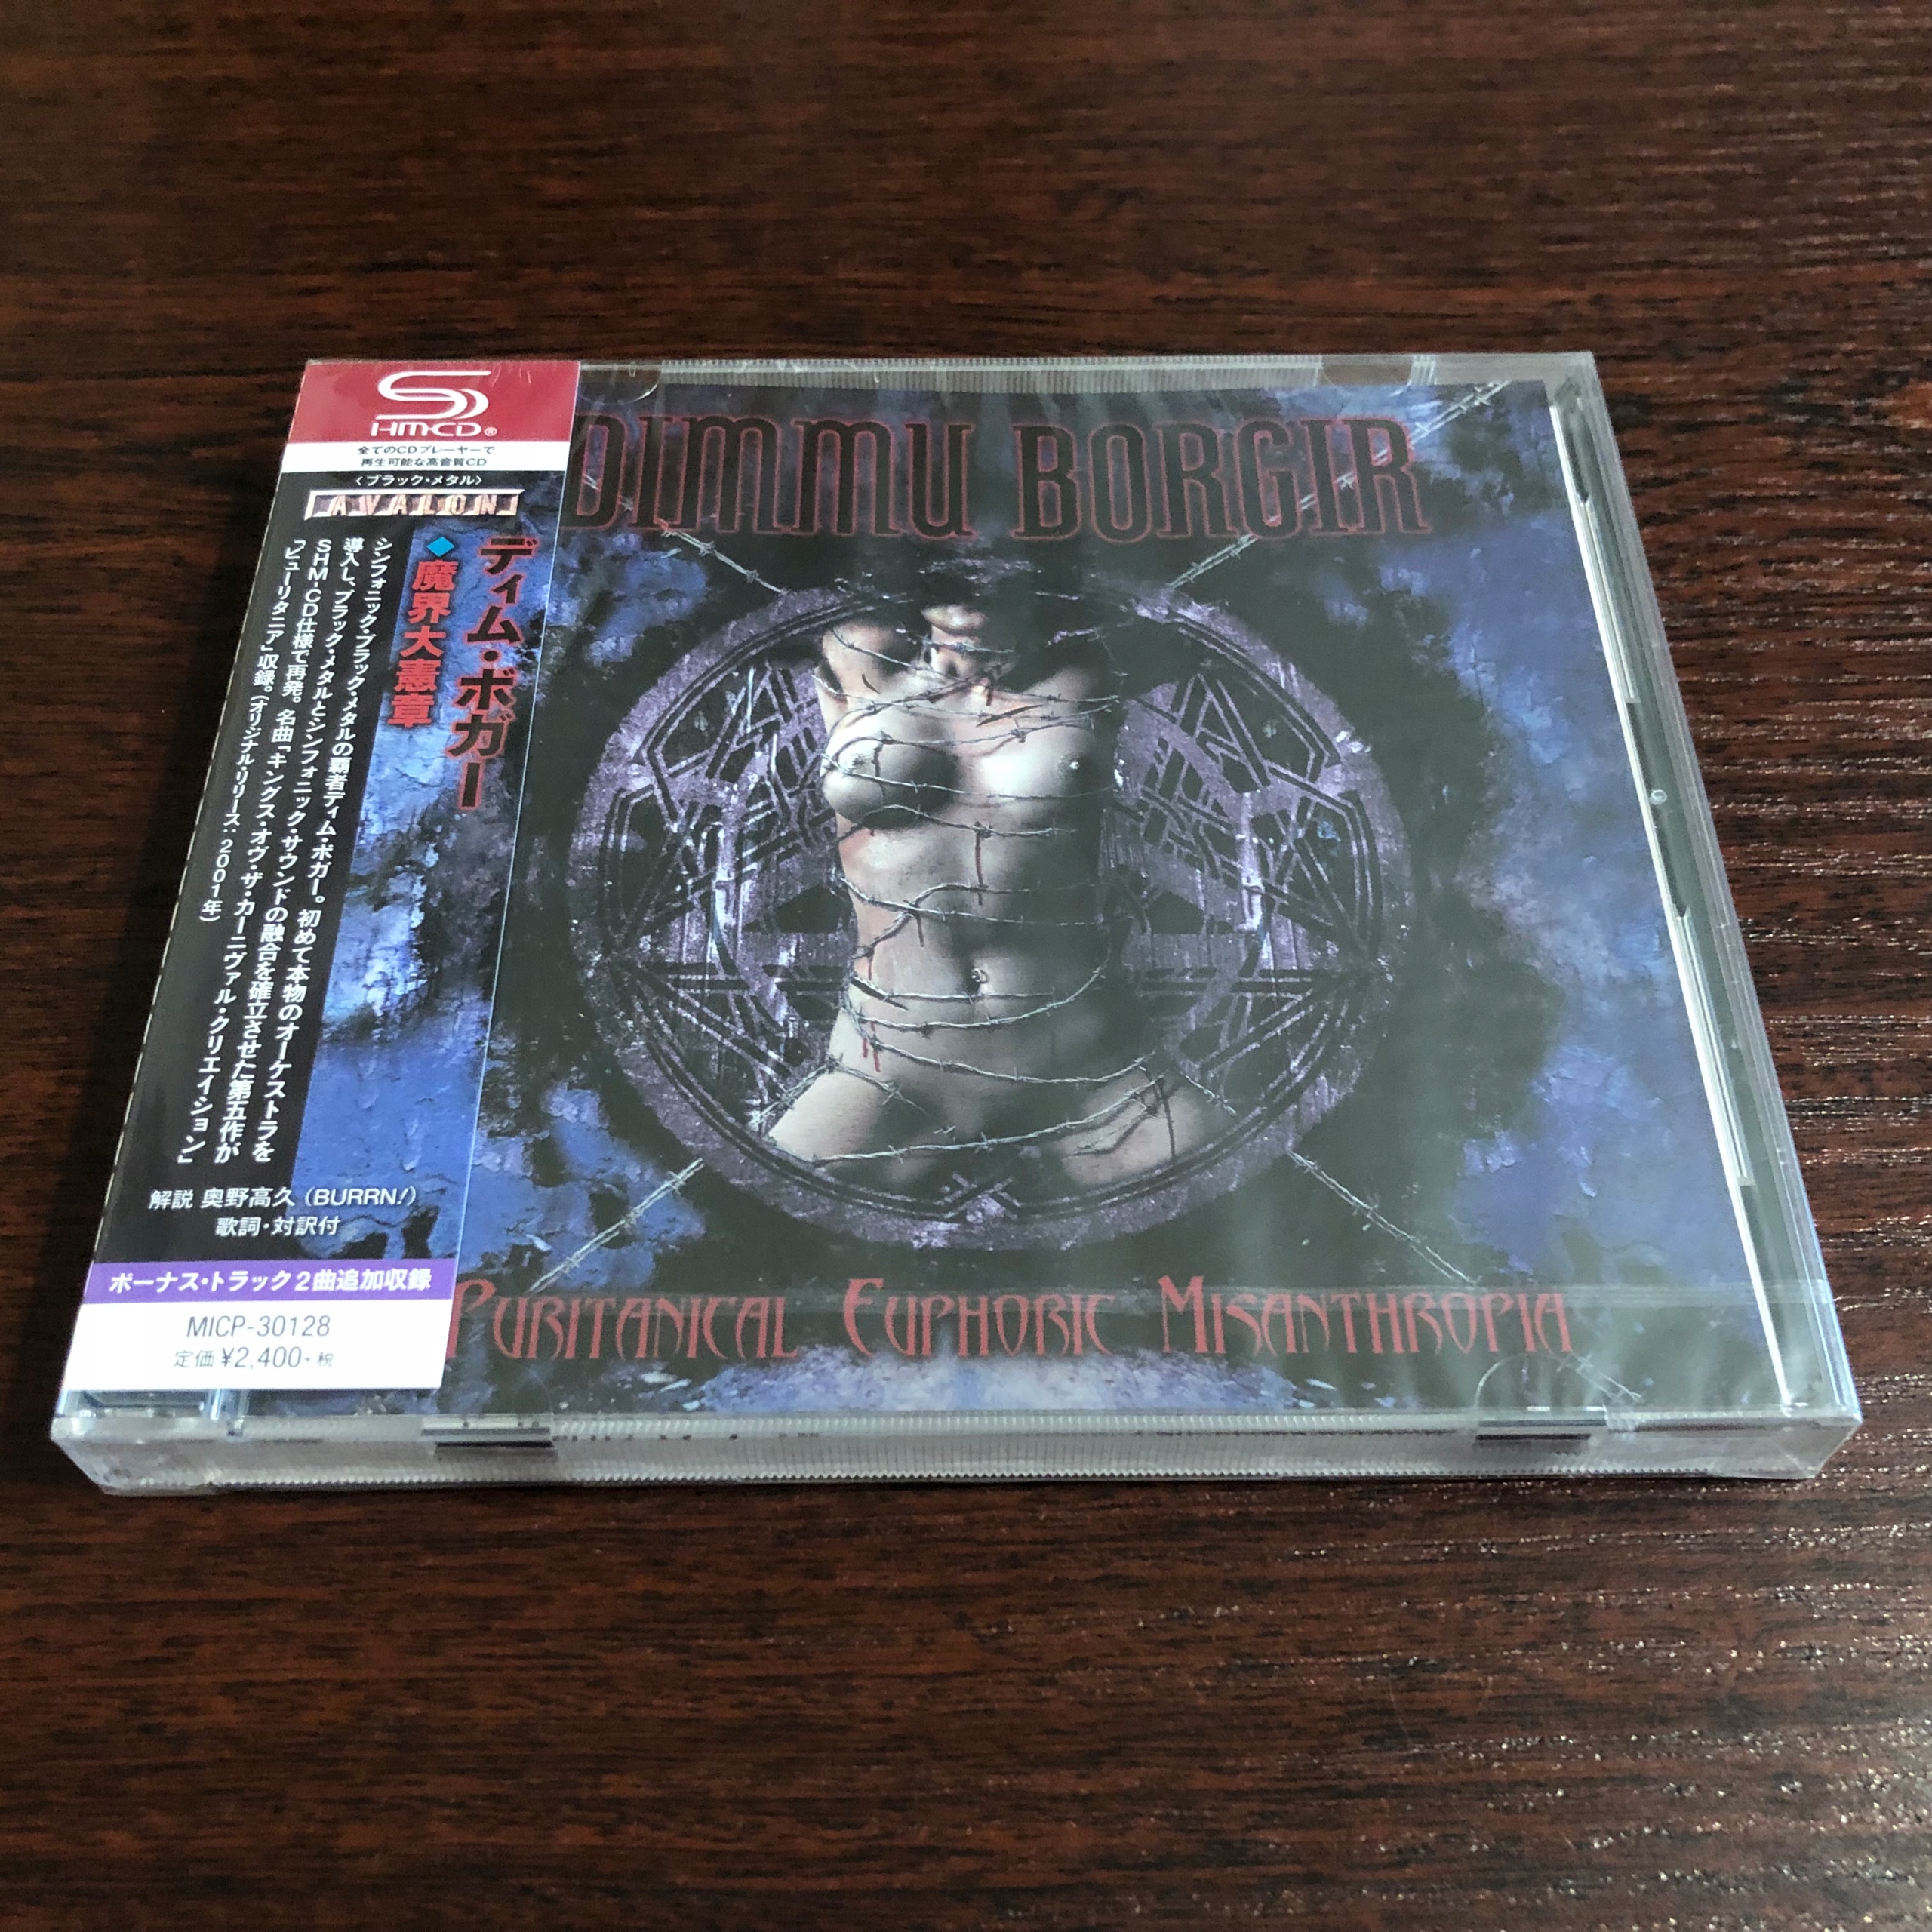 SHM-CD®
全てのCDプレーヤーで
再生可能な高音質CD
〈ブラック・メタル〉
AVALON
ディム・ボガー
◆魔界大憲章
シンフォニック・ブラック・メタルの覇者ディム・ボガー。初めて本物のオーケストラを
導入し、ブラック・メタルとシンフォニック・サウンドの融合を確立させた第五作が
SHM-CD仕様で再発。名曲「キングス・オヴ・ザ・カーニヴァル・クリエイション」
「ピューリタニア」収録。(オリジナル・リリース:2001年)
解説 奥野高久(BURRN!)
歌詞・対訳付
ボーナス・トラック2曲追加収録
MICP-30128
定価¥2,400+税
DIMMU BORGIR
PURITANICAL EUPHORIC MISANTHROPIA